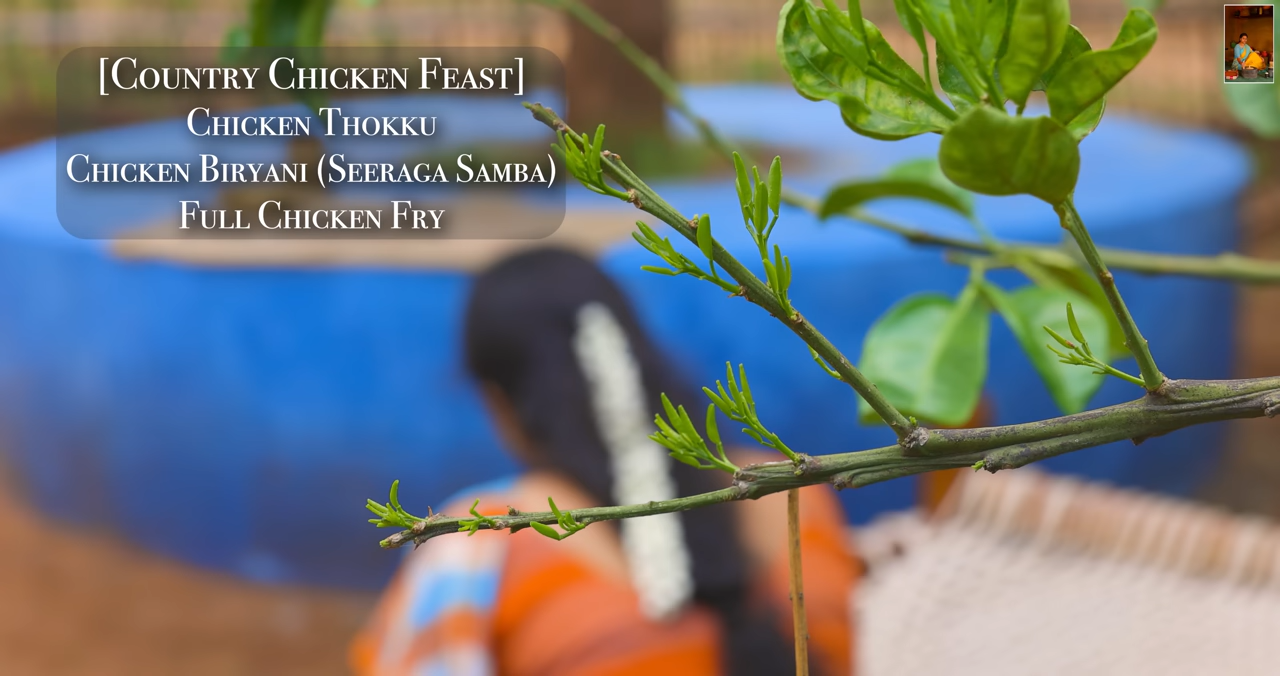 [Country Chicken Feast]
Chicken Thokku
Chicken Biryani (Seeraga Samba)
Full Chicken Fry